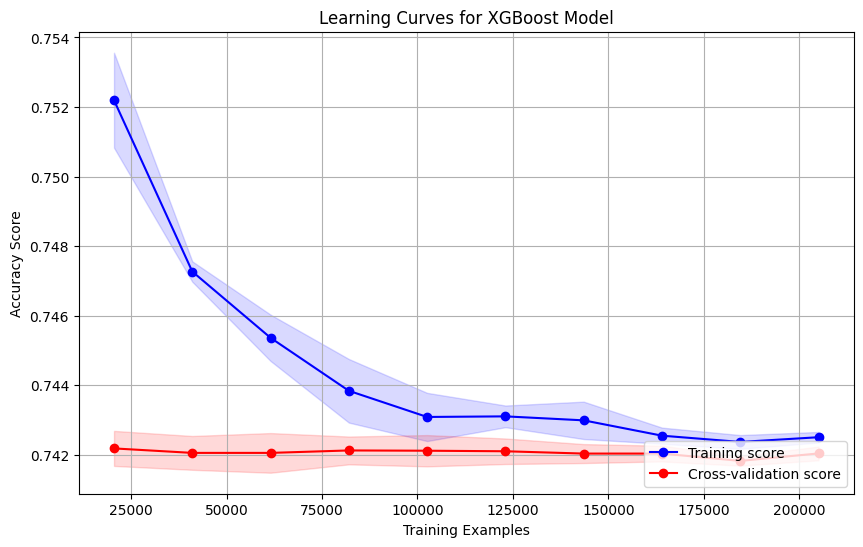 Learning Curves for XGBoost Model
Accuracy Score
0.754
0.752
0.750
0.748
0.746
0.744
0.742
25000 50000 75000 100000 125000 150000 175000 200000
Training Examples
Training score
Cross-validation score